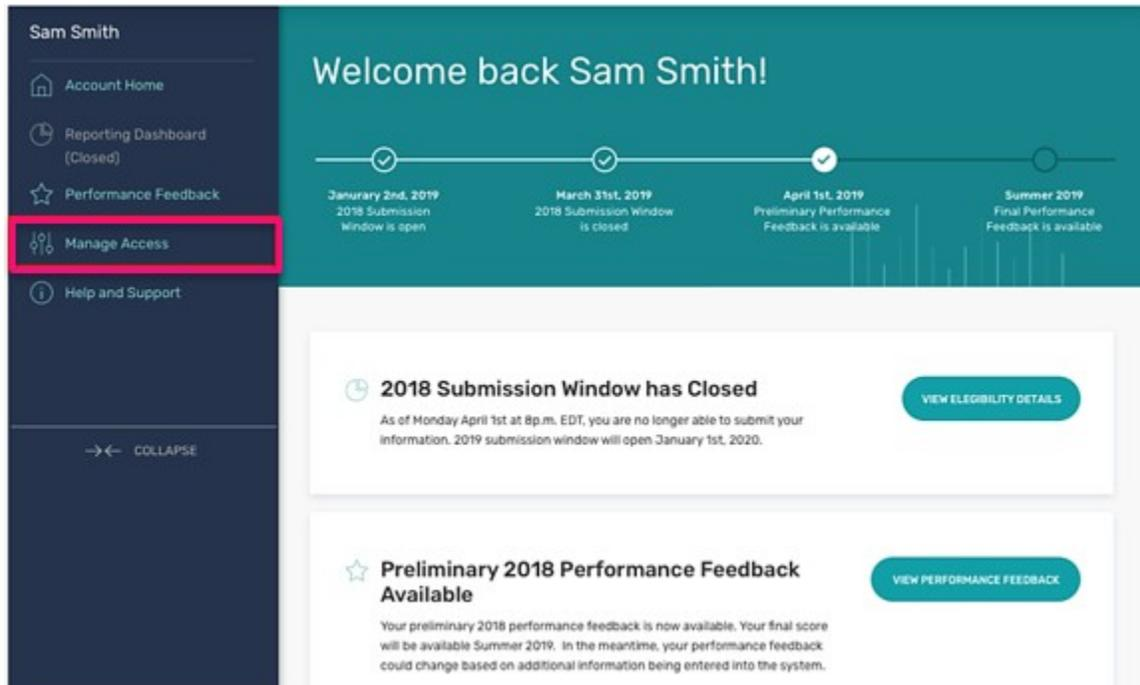 Sam Smith
Account Home
Reporting Dashboard
(Closed)
Performance Feedback
Manage Access
Help and Support
COLLAPSE
Welcome back Sam Smith!
Janurary 2nd, 2019
2018 Submission
Window is open
March 31st, 2019
2018 Submission Window
is closed
April 1st, 2019
Preliminary Performance
Feedback is available
Summer 2019
Final Performance
Feedback is available
2018 Submission Window has Closed
As of Monday April 1st at 8p.m. EDT, you are no longer able to submit your
information. 2019 submission window will open January 1st, 2020.
VIEW ELEGIBILITY DETAILS
Preliminary 2018 Performance Feedback
Available
Your preliminary 2018 performance feedback is now available. Your final score
will be available Summer 2019. In the meantime, your performance feedback
could change based on additional information being entered into the system.
VIEW PERFORMANCE FEEDBACK